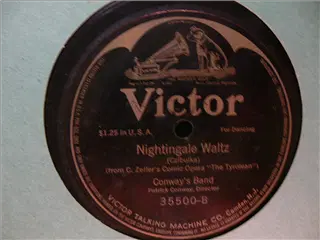 Victor
For Dancing
$1.25 in U.S.A.
Nightingale Waltz
(from C. Zeller's Comic Opera "The Tyrolean")
Conway's Band
Patrick Conway, Director
35500-B
VICTOR TALKING MACHINE CO. Camden, N.J.